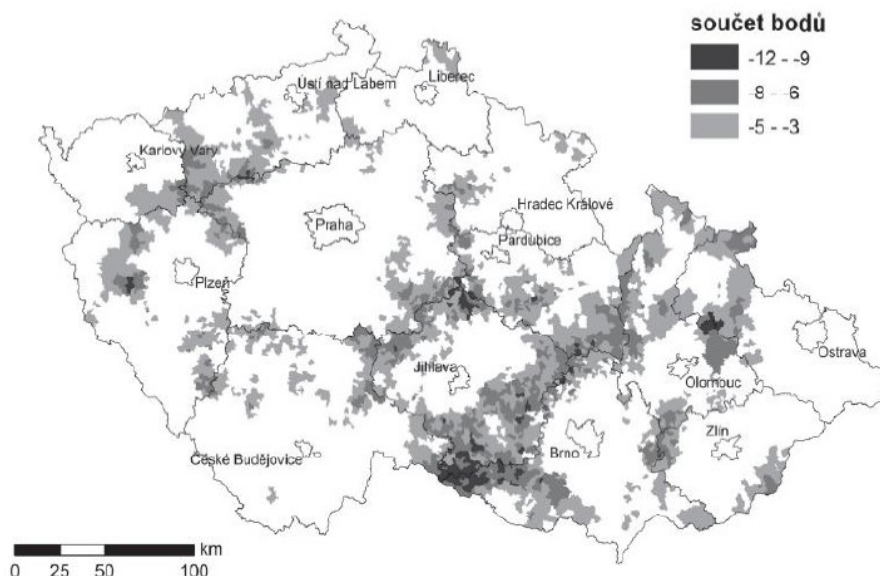 součet bodů
-12 - -9
-8 - -6
-5 - -3
Ústí nad Labem
Liberec
Karlovy Vary
Hradec Králové
Praha
Pardubice
Plzeň
Ostrava
Jihlava
Olomouc
Zlín
Brno
České Budějovice
km
0 25 50 100